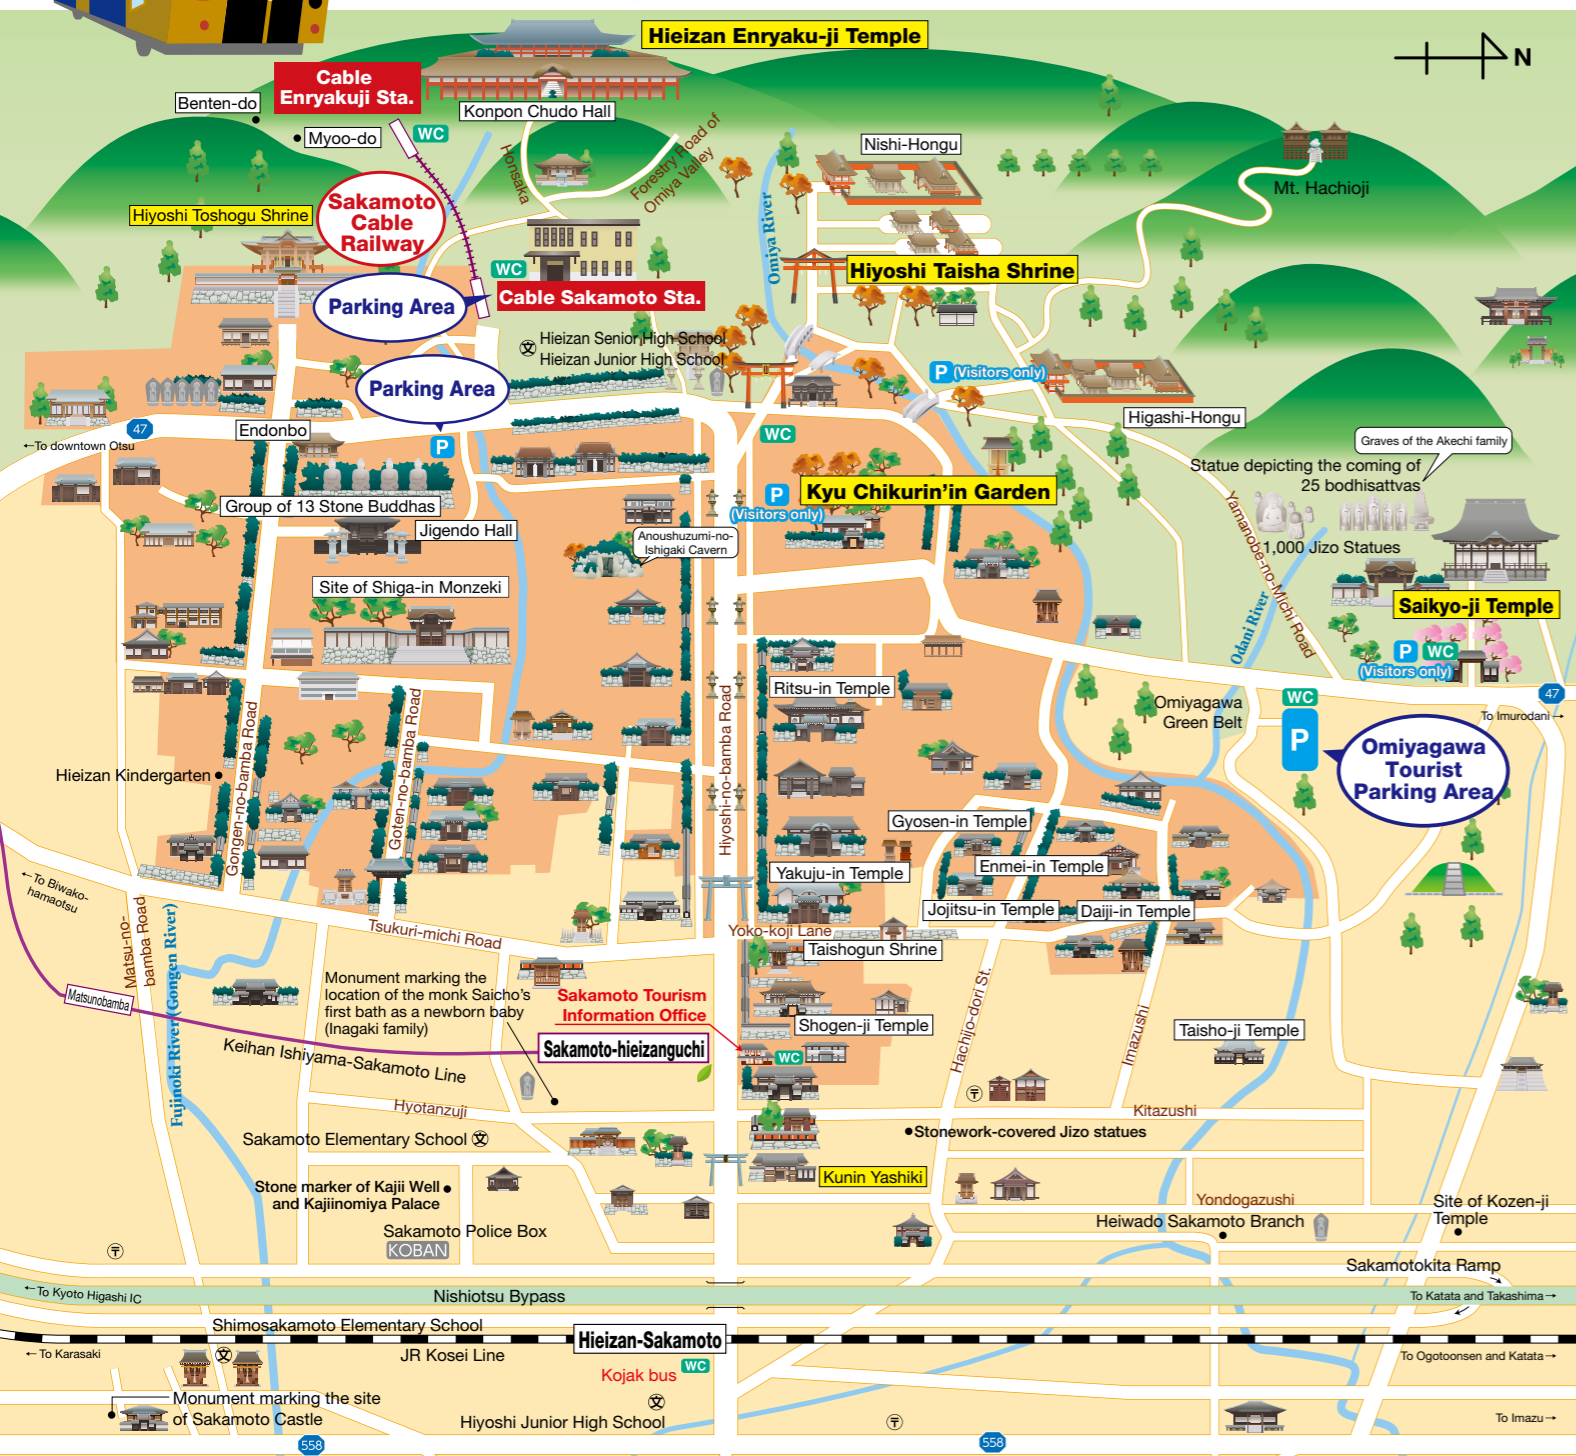 Hieizan Enryaku-ji Temple
N
Cable
Enryakuji Sta.
Benten-do
WC
Konpon Chudo Hall
Myoo-do
Honsaka
Forestry Road of
Omiya Valley
Nishi-Hongu
Mt. Hachioji
Sakamoto
Cable
Railway
Hiyoshi Toshogu Shrine
Omiya River
WC
Hiyoshi Taisha Shrine
Parking Area
Cable Sakamoto Sta.
文
Hieizan Senior High School
Hieizan Junior High School
P (Visitors only)
Parking Area
Higashi-Hongu
47
Endonbo
←To downtown Otsu
P
WC
Graves of the Akechi family
Statue depicting the coming of
25 bodhisattvas
Kyu Chikurin'in Garden
P
(Visitors only)
Group of 13 Stone Buddhas
Jigendo Hall
Anoushuzumi-no-
Ishigaki Cavern
Yamanobe-no-Michi Road
1,000 Jizo Statues
Site of Shiga-in Monzeki
Saikyo-ji Temple
Odani River
P WC
(Visitors only)
Ritsu-in Temple
Omiyagawa
Green Belt
WC
P
47
To Imurodani→
Omiyagawa
Tourist
Parking Area
Hieizan Kindergarten
Gongen-no-bamba Road
Goten-no-bamba Road
Hiyoshi-no-bamba Road
Gyosen-in Temple
Enmei-in Temple
Yakuju-in Temple
Jojitsu-in Temple
Daiji-in Temple
←To Biwako-
hamaotsu
Matsu-no-
bamba Road
Fujinoki River (Gongen River)
Tsukuri-michi Road
Yoko-koji Lane
Taishogun Shrine
Matsunobamba
Monument marking the
location of the monk Saicho's
first bath as a newborn baby
(Inagaki family)
Sakamoto Tourism
Information Office
Hachijo-dori St.
Shogen-ji Temple
Imazushi
Taisho-ji Temple
Sakamoto-hieizanguchi
WC
Keihan Ishiyama-Sakamoto Line
〒
Hyotanzuji
Kitazushi
Sakamoto Elementary School 文
Stonework-covered Jizo statues
Kunin Yashiki
Stone marker of Kajii Well
and Kajiinomiya Palace
Yondogazushi
Site of Kozen-ji
Temple
Heiwado Sakamoto Branch
Sakamoto Police Box
KOBAN
〒
Sakamotokita Ramp
←To Kyoto Higashi IC
Nishiotsu Bypass
To Katata and Takashima→
Shimosakamoto Elementary School
文
Hieizan-Sakamoto
←To Karasaki
JR Kosei Line
To Ogotoonsen and Katata→
Kojak bus
WC
Monument marking the site
of Sakamoto Castle
文
Hiyoshi Junior High School
〒
To Imazu→
558
558